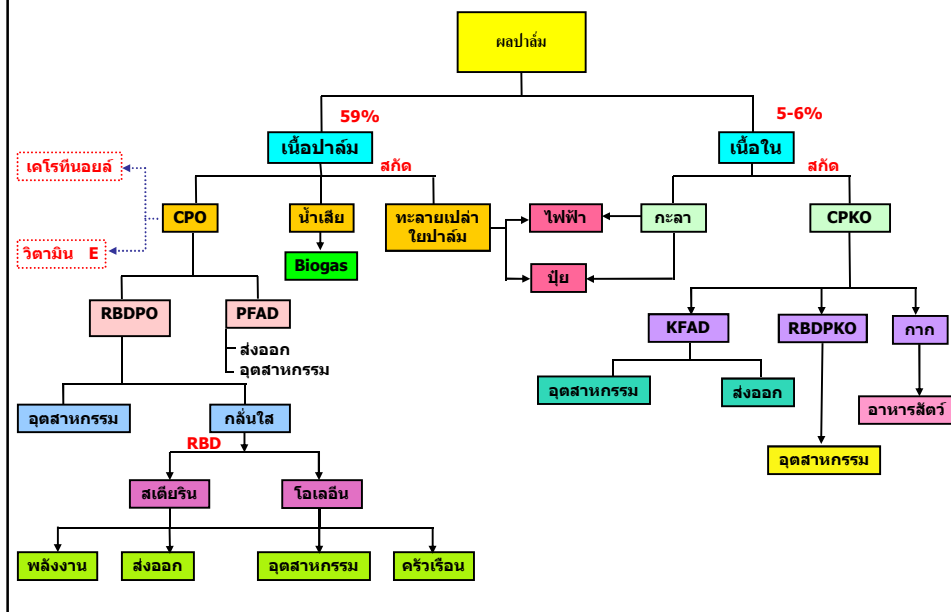 ผลปาล์ม
59%
5-6%
เนื้อปาล์ม
เนื้อใน
สกัด
สกัด
เคโรทีนอยล์
วิตามิน E
CPO
น้ำเสีย
ทะลายเปล่า
ใยปาล์ม
ไฟฟ้า
กะลา
CPKO
Biogas
ปุ๋ย
RBDPO
PFAD
KFAD
RBDPKO
กาก
ส่งออก
อุตสาหกรรม
อุตสาหกรรม
กลั่นใส
อุตสาหกรรม
ส่งออก
อาหารสัตว์
RBD
อุตสาหกรรม
สเตียริน
โอเลอีน
พลังงาน
ส่งออก
อุตสาหกรรม
ครัวเรือน